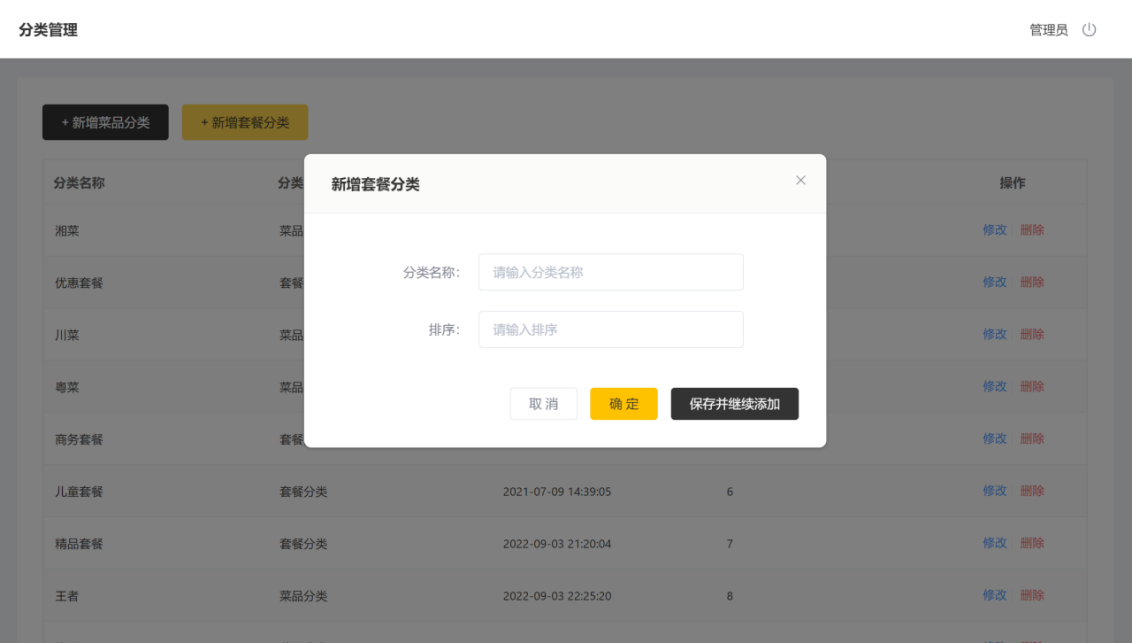 分类管理
管理员
+ 新增菜品分类
+ 新增套餐分类
分类名称 分类 操作
新增套餐分类
湘菜 菜品 修改 删除
分类名称: 请输入分类名称
优惠套餐 套餐 修改 删除
排序: 请输入排序
川菜 菜品 修改 删除
粤菜 菜品 修改 删除
取 消 确 定 保存并继续添加
商务套餐 套餐 修改 删除
儿童套餐 套餐分类 2021-07-09 14:39:05 6 修改 删除
精品套餐 套餐分类 2022-09-03 21:20:04 7 修改 删除
王者 菜品分类 2022-09-03 22:25:20 8 修改 删除